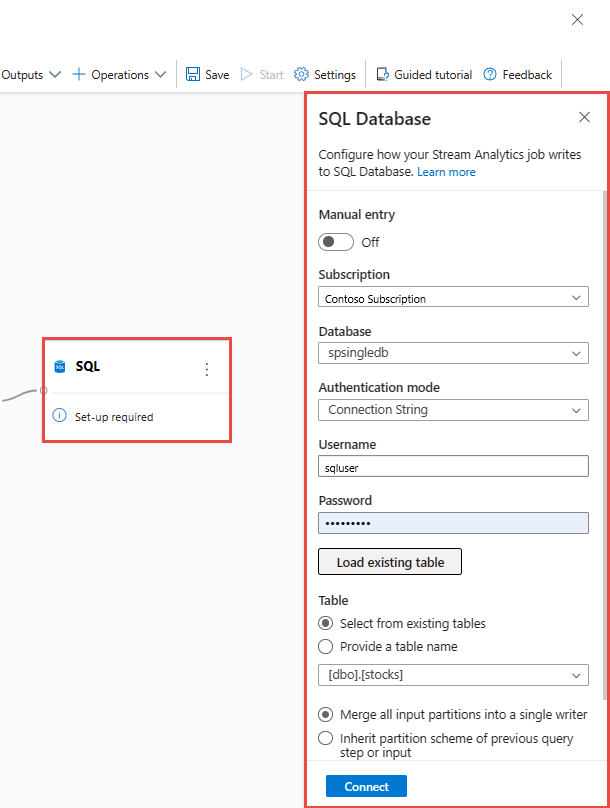 Outputs
Operations
Save
Start
Settings
Guided tutorial
Feedback
SQL Database
Configure how your Stream Analytics job writes
to SQL Database. Learn more
Manual entry
Off
Subscription
Contoso Subscription
Database
spsingledb
Authentication mode
Connection String
Username
sqluser
Password
•••••••••
Load existing table
Table
Select from existing tables
Provide a table name
[dbo].[stocks]
Merge all input partitions into a single writer
Inherit partition scheme of previous query
step or input
Connect
SQL
SQL
Set-up required